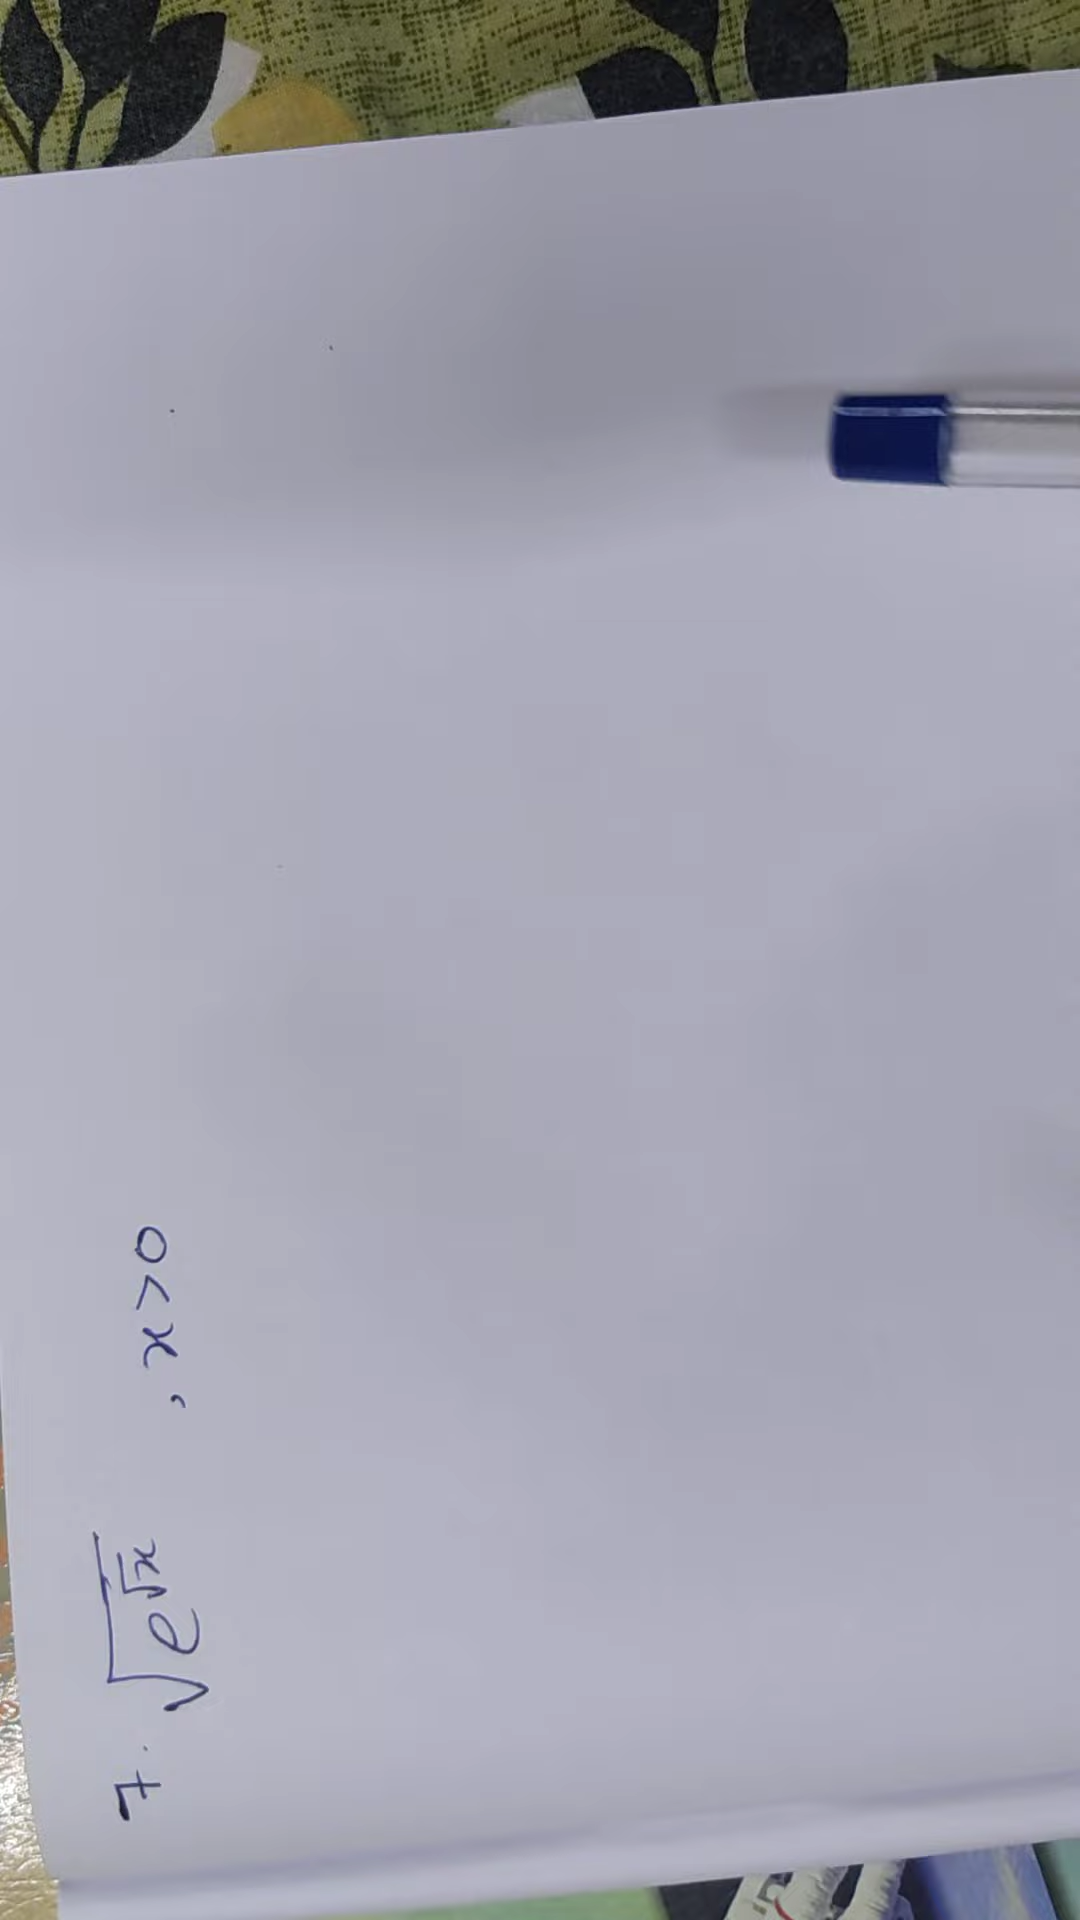 7. √e^√x , x>0